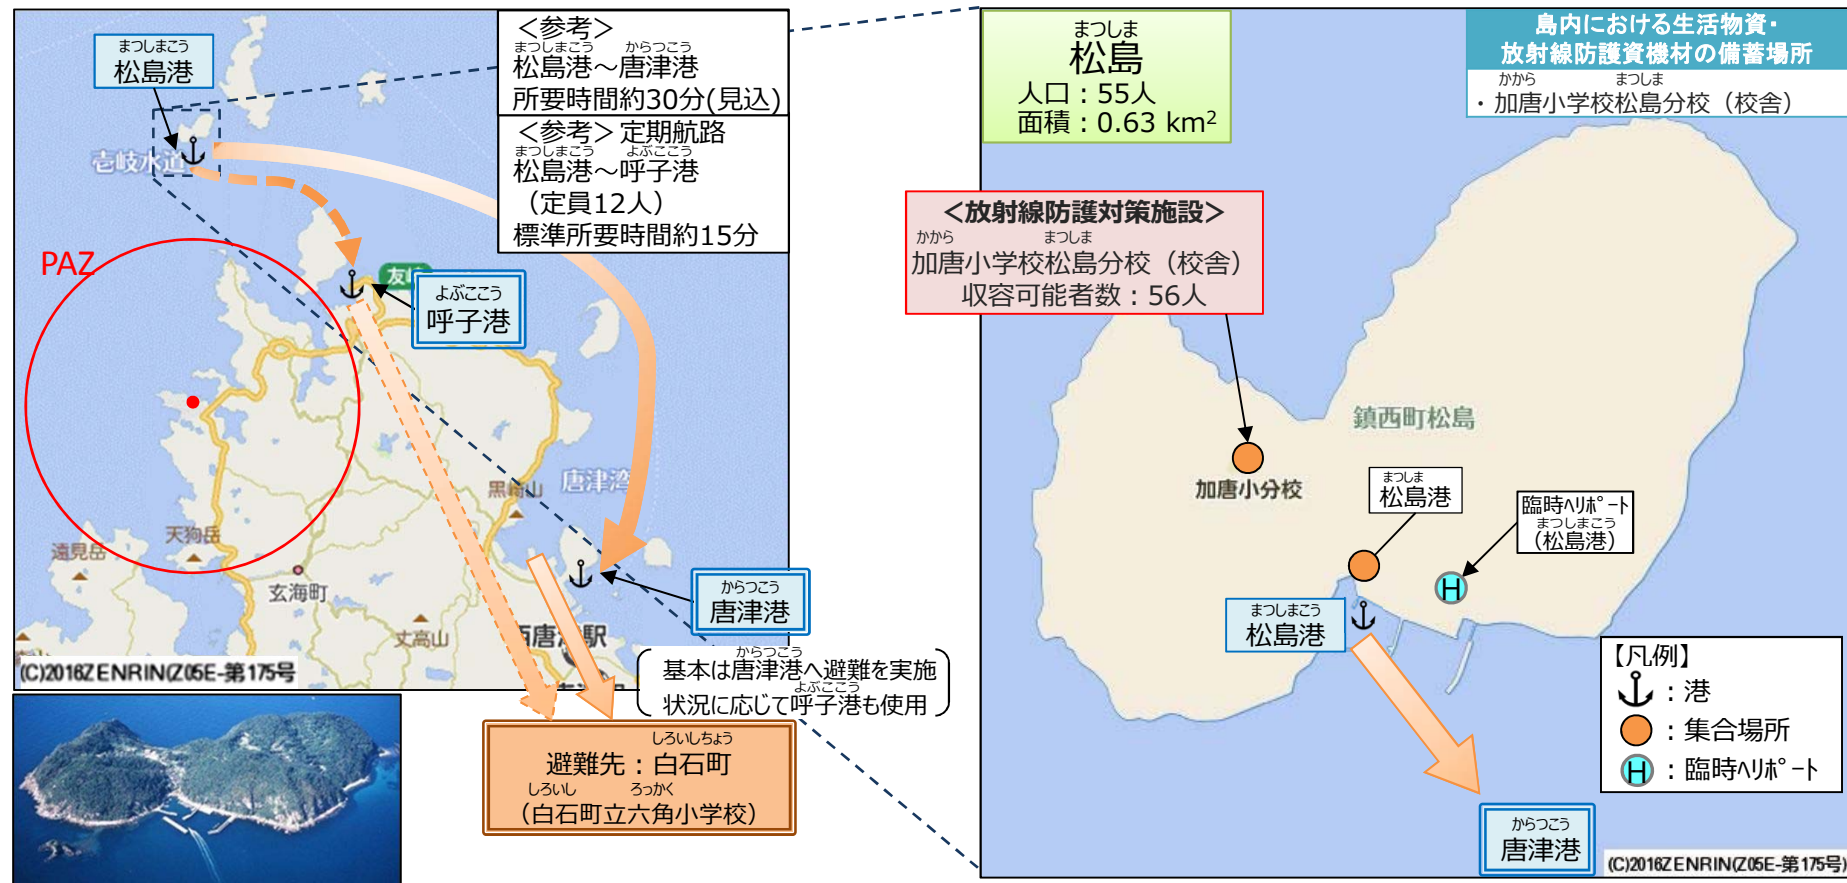 まつしまこう
松島港
<参考>
まつしまこう からつこう
松島港~唐津港
所要時間約30分(見込)
<参考>定期航路
まつしまこう よぶここう
松島港~呼子港
（定員12人）
標準所要時間約15分
壱岐水道
PAZ
友崎
よぶここう
呼子港
黒崎山
唐津湾
天狗岳
遠見岳
玄海町
丈高山
西唐津駅
からつこう
唐津港
(C)2016ZENRIN(Z05E-第175号
からつこう
基本は唐津港へ避難を実施
よぶここう
状況に応じて呼子港も使用
しろいしちょう
避難先：白石町
しろいし ろっかく
（白石町立六角小学校）
まつしま
松島
人口：55人
面積：0.63 km²
島内における生活物資・
放射線防護資機材の備蓄場所
かから まつしま
・加唐小学校松島分校（校舎）
<放射線防護対策施設>
かから まつしま
加唐小学校松島分校（校舎）
収容可能者数：56人
鎮西町松島
加唐小分校
まつしま
松島港
臨時ﾍﾘﾎﾟｰﾄ
まつしまこう
（松島港）
H
まつしまこう
松島港
【凡例】
：港
：集合場所
H：臨時ﾍﾘﾎﾟｰﾄ
からつこう
唐津港
(C)2016ZENRIN(Z05E-第175号)